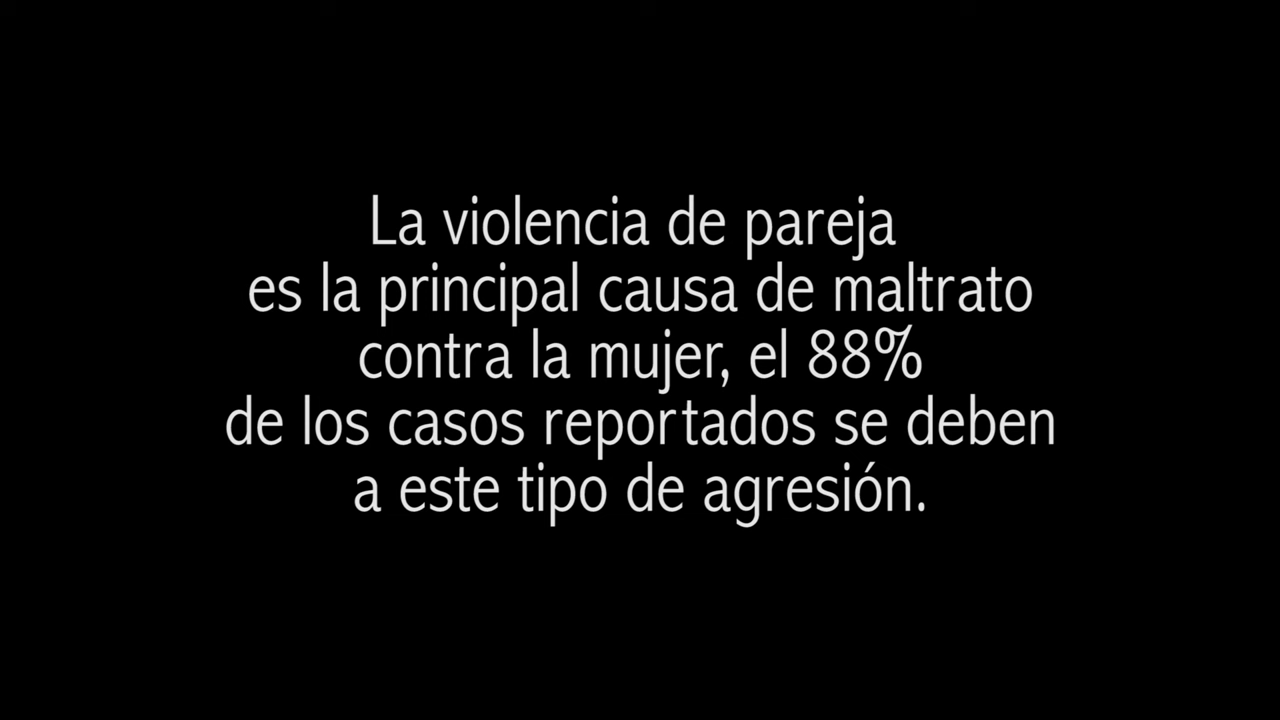 La violencia de pareja
es la principal causa de maltrato
contra la mujer, el 88%
de los casos reportados se deben
a este tipo de agresión.